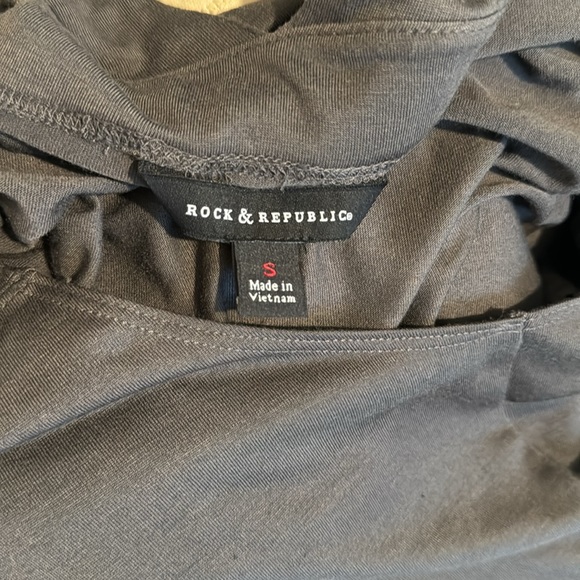 ROCK & REPUBLIC®
S
Made in
Vietnam